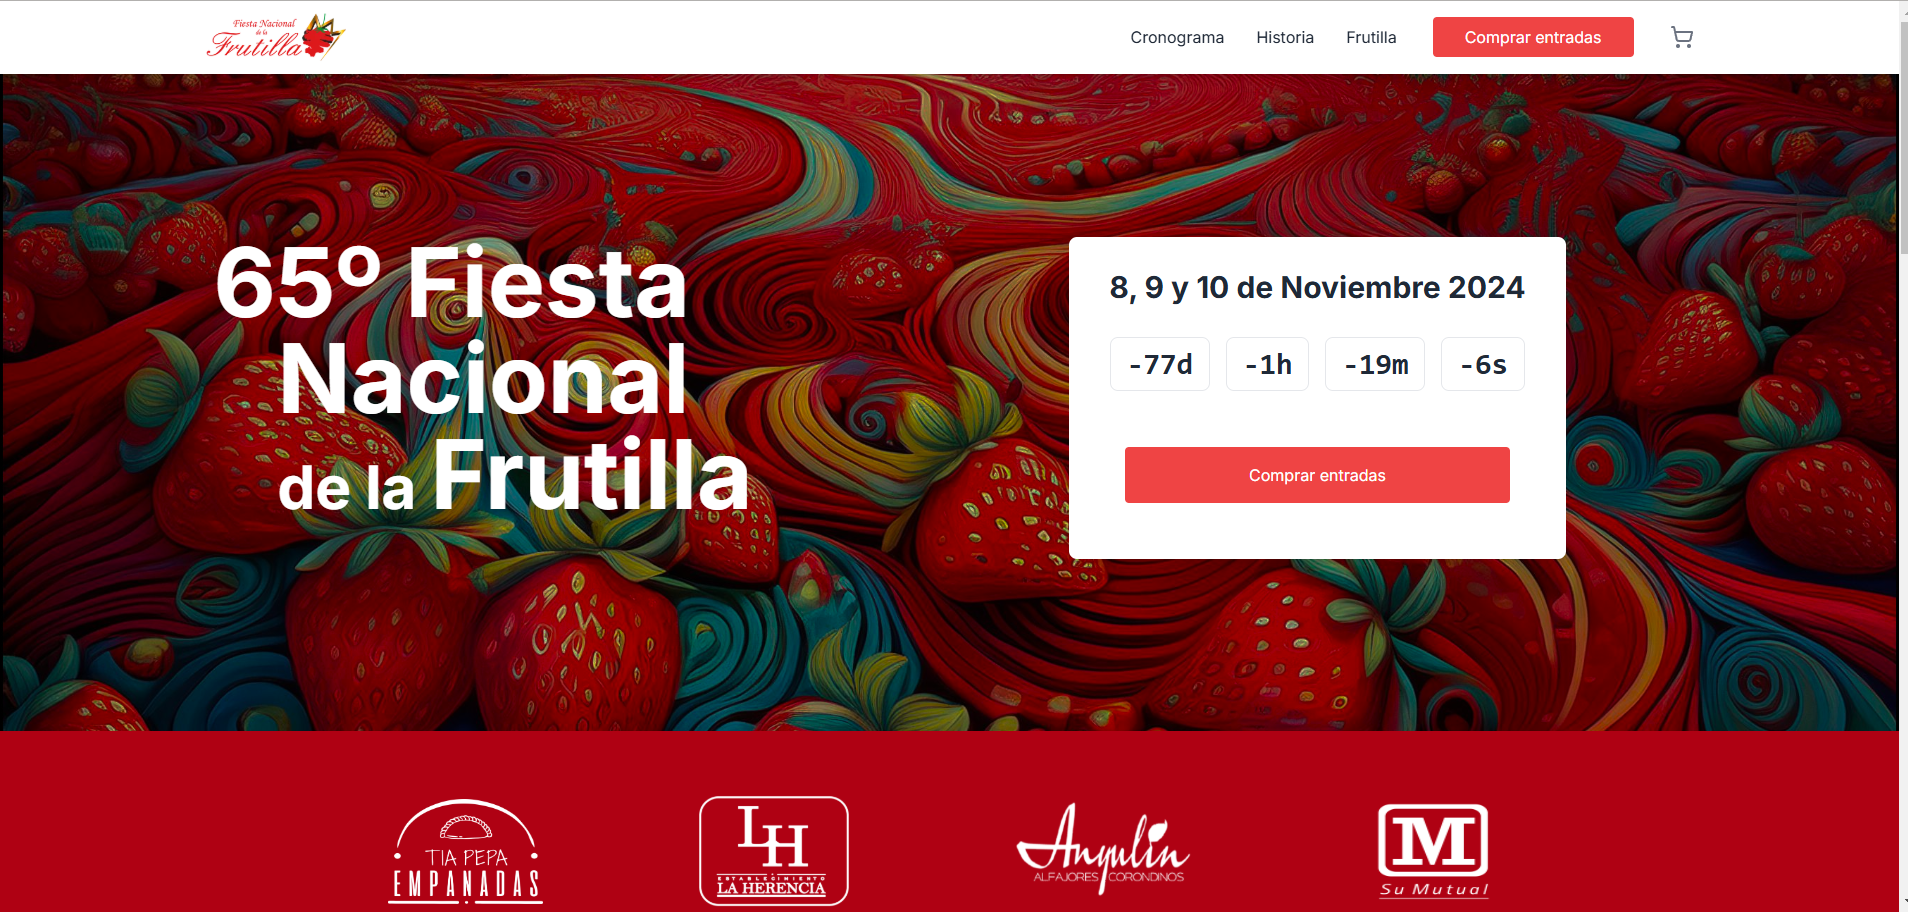 Fiesta Nacional
de la
Frutilla
Cronograma
Historia
Frutilla
Comprar entradas
65º Fiesta
Nacional
de la Frutilla
8, 9 y 10 de Noviembre 2024
-77d
-1h
-19m
-6s
Comprar entradas
TIA PEPA
EMPANADAS
LH
ESTABLECIMIENTO
LA HERENCIA
Angulin
ALFAJORES CORONDINOS
M
Su Mutual